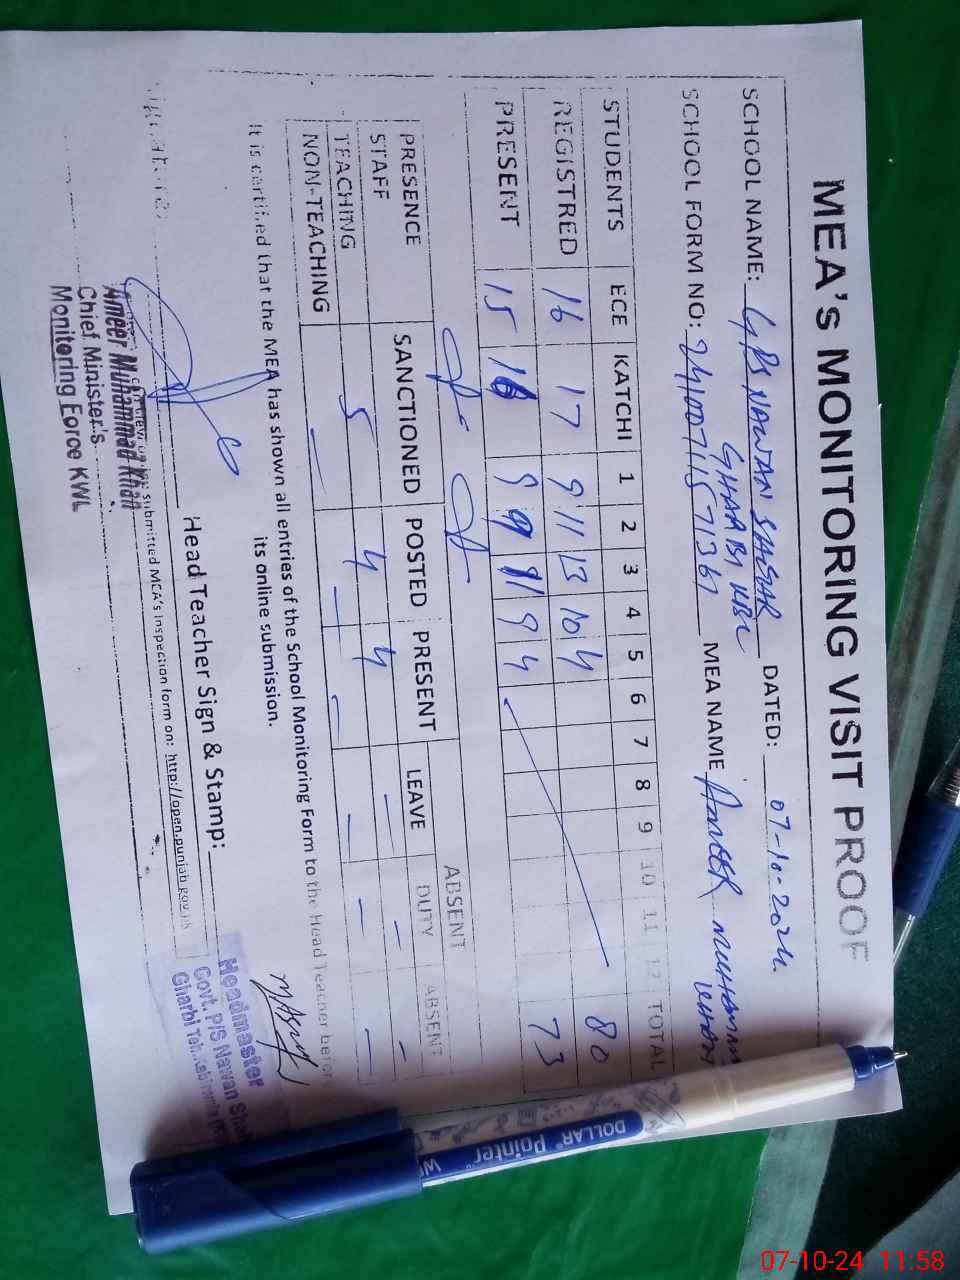 MEA's MONITORING VISIT PROOF
SCHOOL NAME: GPS NAWAN SHEHR DATED: 07-10-2024.
GHARBI KBL
SCHOOL FORM NO: MEA NAME AMEER MUHAMMAD
KHAN
STUDENTS ECE KATCHI 1 2 3 4 5 6 7 8 9 10 11 12 TOTAL
REGISTRED 16 17 9 11 13 10 4 80
PRESENT 15 16 9 9 11 9 4 73
PRESENCE SANCTIONED POSTED PRESENT ABSENT
STAFF LEAVE DUTY ABSENT
TEACHING 5 4 4 — — —
NON-TEACHING — — — — — —
It is certified that the MEA has shown all entries of the School Monitoring Form to the Head Teacher before
its online submission.
Head Teacher Sign & Stamp:
Headmaster
Govt. P/S Nawan
Gharbi Teh.
submitted MEA's inspection form on: http://open.punjab.gov.pk
Ameer Muhammad Khan
Chief Minister's
Monitoring Force KWL
DOLLAR Pointer
07-10-24 11:58